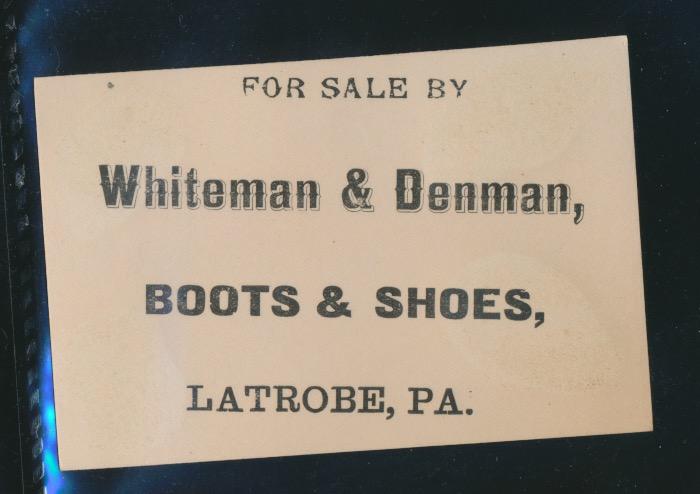 FOR SALE BY
Whiteman & Denman,
BOOTS & SHOES,
LATROBE, PA.